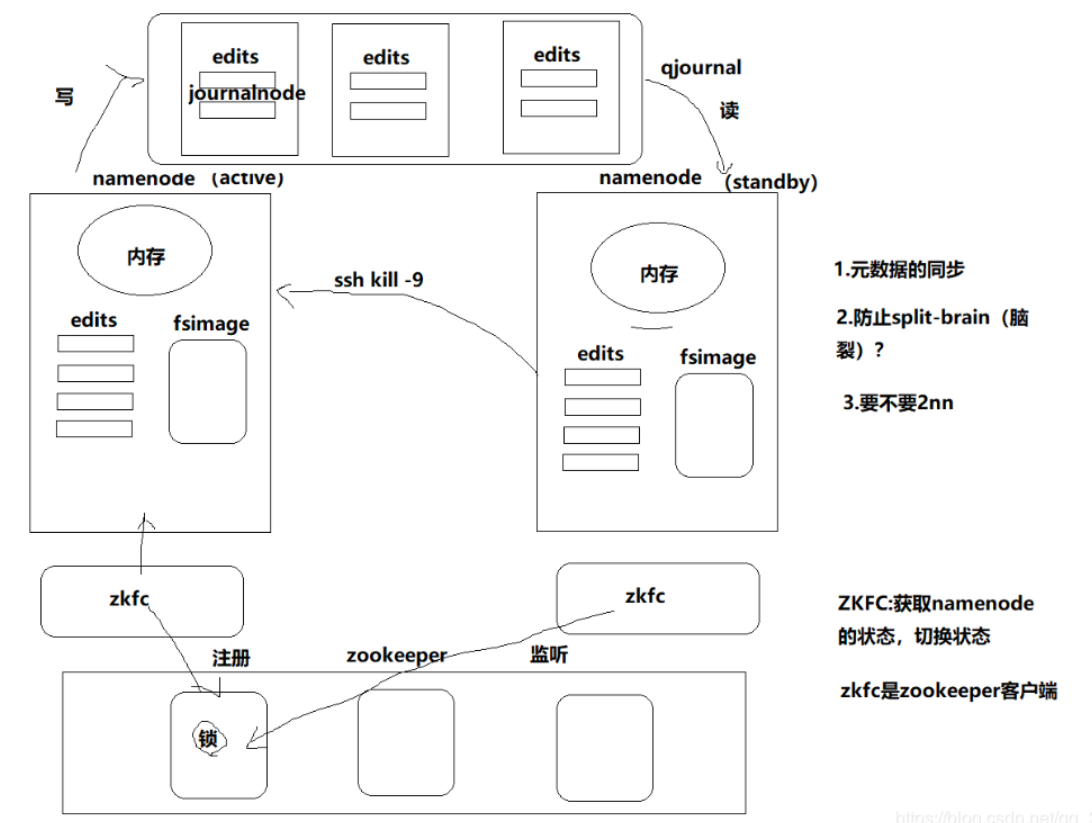 edits
edits
edits
journalnode
qjournal
写
读
namenode （active）
namenode （standby）
内存
内存
ssh kill -9
edits
fsimage
edits
fsimage
1.元数据的同步
2.防止split-brain（脑
裂）？
3.要不要2nn
zkfc
zkfc
注册
zookeeper
监听
锁
ZKFC:获取namenode
的状态，切换状态
zkfc是zookeeper客户端